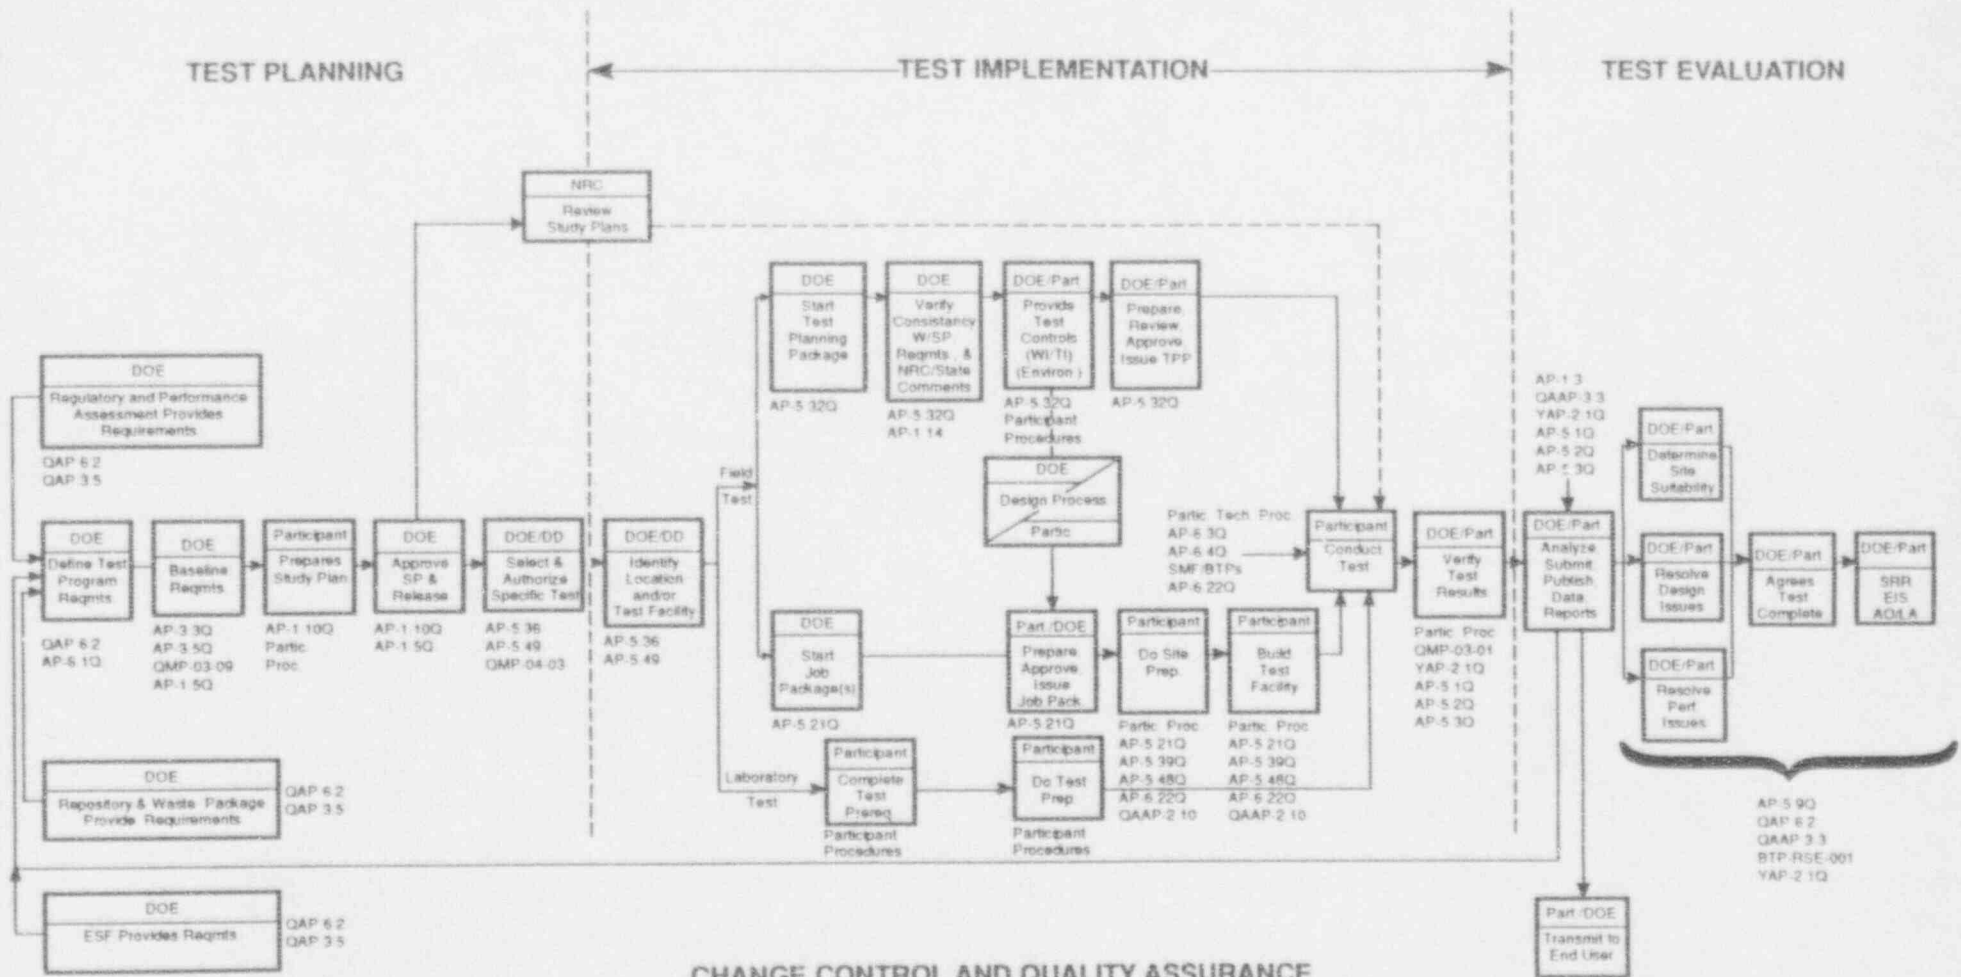 TEST PLANNING
TEST IMPLEMENTATION
TEST EVALUATION
NRC
Review
Study Plans
DOE
Start
Test
Planning
Package
AP-5.32Q
DOE
Verify
Consistancy
W/SP
Reqmts., &
NRC/State
Comments
AP-5.32Q
AP-1.14
DOE/Part
Provide
Test
Controls
(WI/TI)
(Environ.)
AP-5.32Q
Participant
Procedures
DOE/Part
Prepare,
Review,
Approve,
Issue TPP
AP-5.32Q
DOE
Regulatory and Performance
Assessment Provides
Requirements
QAP 6.2
QAP 3.5
DOE
Define Test
Program
Reqmts.
QAP 6.2
AP-6.1Q
DOE
Baseline
Reqmts.
AP-3.3Q
AP-3.5Q
QMP-03-09
AP-1.5Q
Participant
Prepares
Study Plan
AP-1.10Q
Partic.
Proc.
DOE
Approve
SP &
Release
AP-1.10Q
AP-1.5Q
DOE/DD
Select &
Authorize
Specific Test
AP-5.36
AP-5.49
QMP-04-03
DOE/DD
Identify
Location
and/or
Test Facility
AP-5.36
AP-5.49
Field
Test
DOE
Design Process
Partic
DOE
Start
Job
Package(s)
AP-5.21Q
Part./DOE
Prepare,
Approve,
Issue
Job Pack.
AP-5.21Q
Participant
Do Site
Prep.
Partic. Proc.
AP-5.21Q
AP-5.39Q
AP-5.48Q
AP-6.22Q
QAAP-2.10
Participant
Build
Test
Facility
Partic. Proc.
AP-5.21Q
AP-5.39Q
AP-5.48Q
AP-6.22Q
QAAP-2.10
Laboratory
Test
Participant
Complete
Test
Prereq.
Participant
Procedures
Participant
Do Test
Prep.
Participant
Procedures
Partic. Tech. Proc.
AP-6.3Q
AP-6.4Q
SMF/BTPs
AP-6.22Q
Participant
Conduct
Test
DOE/Part
Verify
Test
Results
Partic. Proc.
QMP-03-01
YAP-2.1Q
AP-5.1Q
AP-5.2Q
AP-5.3Q
AP-1.3
QAAP-3.3
YAP-2.1Q
AP-5.1Q
AP-5.2Q
AP-5.3Q
DOE/Part
Analyze,
Submit,
Publish,
Data,
Reports
DOE/Part
Determine
Site
Suitability
DOE/Part
Resolve
Design
Issues
DOE/Part
Resolve
Perf.
Issues
DOE/Part
Agrees
Test
Complete
DOE/Part
SRR
EIS
AO/LA
AP-5.9Q
QAP 6.2
QAAP 3.3
BTP-RSE-001
YAP-2.1Q
DOE
Repository & Waste Package
Provide Requirements
QAP 6.2
QAP 3.5
DOE
ESF Provides Reqmts.
QAP 6.2
QAP 3.5
Part./DOE
Transmit to
End User
CHANGE CONTROL AND QUALITY ASSURANCE